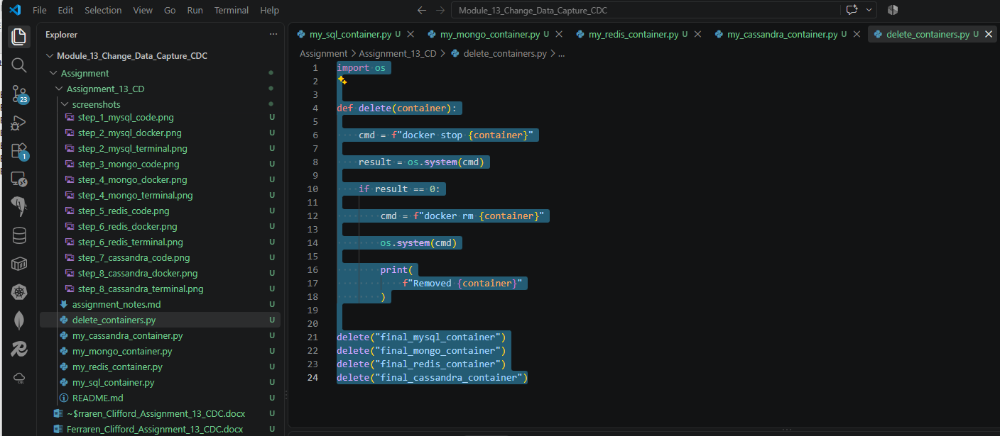 File Edit Selection View Go Run Terminal Help
Module_13_Change_Data_Capture_CDC
Explorer
Module_13_Change_Data_Capture_CDC
Assignment
Assignment_13_CD
screenshots
step_1_mysql_code.png U
step_2_mysql_docker.png U
step_2_mysql_terminal.png U
step_3_mongo_code.png U
step_4_mongo_docker.png U
step_4_mongo_terminal.png U
step_5_redis_code.png U
step_6_redis_docker.png U
step_6_redis_terminal.png U
step_7_cassandra_code.png U
step_8_cassandra_docker.png U
step_8_cassandra_terminal.png U
assignment_notes.md U
delete_containers.py U
my_cassandra_container.py U
my_mongo_container.py U
my_redis_container.py U
my_sql_container.py U
README.md U
~$rraren_Clifford_Assignment_13_CDC.docx U
Ferraren_Clifford_Assignment_13_CDC.docx U
23
1
my_sql_container.py U
my_mongo_container.py U
my_redis_container.py U
my_cassandra_container.py U
delete_containers.py U
Assignment > Assignment_13_CD > delete_containers.py > ...
1 import os
2
3
4 def delete(container):
5
6 cmd = f"docker stop {container}"
7
8 result = os.system(cmd)
9
10 if result == 0:
11
12 cmd = f"docker rm {container}"
13
14 os.system(cmd)
15
16 print(
17 f"Removed {container}"
18 )
19
20
21 delete("final_mysql_container")
22 delete("final_mongo_container")
23 delete("final_redis_container")
24 delete("final_cassandra_container")